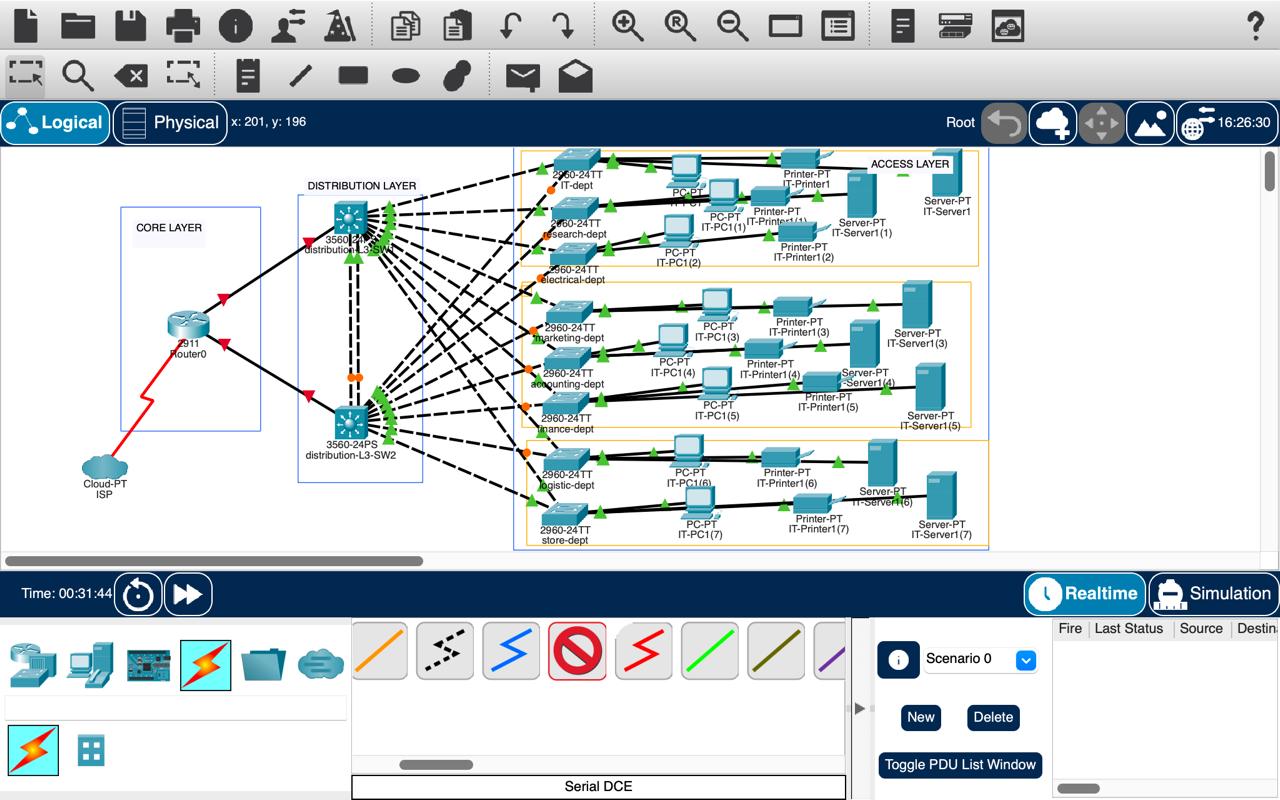 Logical
Physical
x: 201, y: 196
Root
16:26:30
CORE LAYER
DISTRIBUTION LAYER
ACCESS LAYER
2911
Router0
Cloud-PT
ISP
3560-24PS
distribution-L3-SW1
3560-24PS
distribution-L3-SW2
2960-24TT
IT-dept
PC-PT
Printer-PT
IT-Printer1
Server-PT
IT-Server1
2960-24TT
research-dept
PC-PT
IT-PC1(1)
Printer-PT
IT-Printer1(1)
Server-PT
IT-Server1(1)
2960-24TT
electrical-dept
PC-PT
IT-PC1(2)
Printer-PT
IT-Printer1(2)
2960-24TT
marketing-dept
PC-PT
IT-PC1(3)
Printer-PT
IT-Printer1(3)
Server-PT
IT-Server1(3)
2960-24TT
accounting-dept
PC-PT
IT-PC1(4)
Printer-PT
IT-Printer1(4)
Server-PT
-Server1(4)
2960-24TT
finance-dept
PC-PT
IT-PC1(5)
Printer-PT
IT-Printer1(5)
Server-PT
IT-Server1(5)
2960-24TT
logistic-dept
PC-PT
IT-PC1(6)
Printer-PT
IT-Printer1(6)
Server-PT
IT-Server1(6)
2960-24TT
store-dept
PC-PT
IT-PC1(7)
Printer-PT
IT-Printer1(7)
Server-PT
IT-Server1(7)
Time: 00:31:44
Realtime
Simulation
Scenario 0
New
Delete
Toggle PDU List Window
Fire Last Status Source Destin
Serial DCE